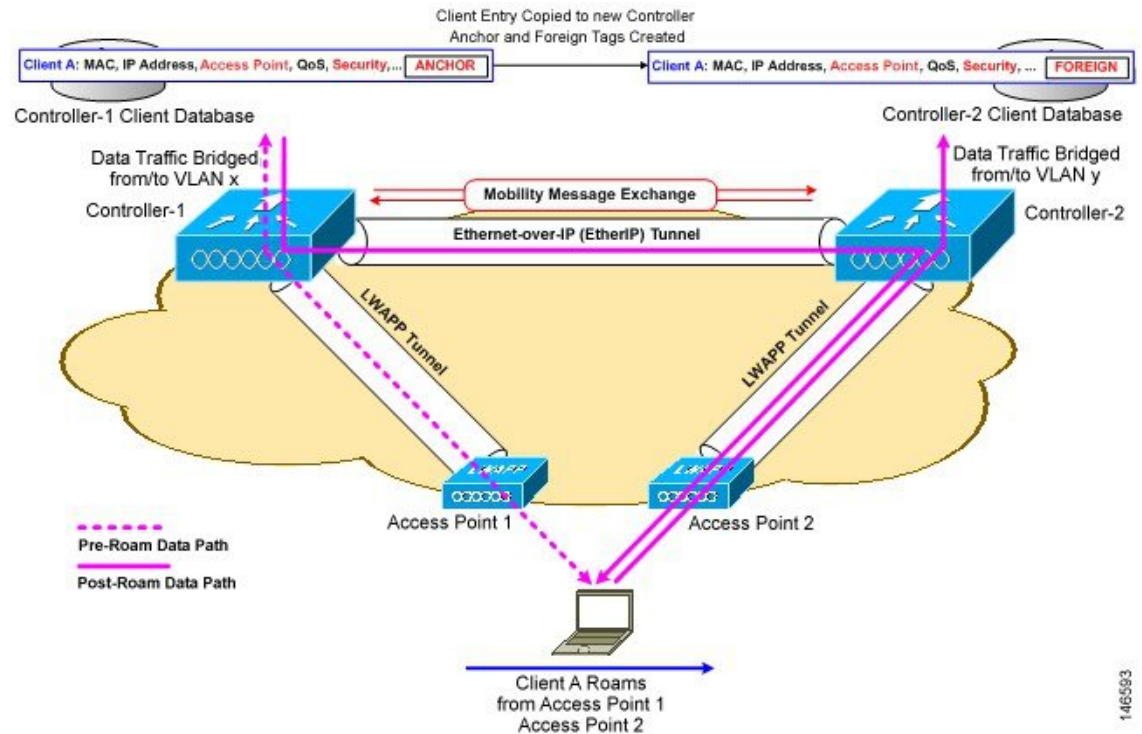 Client Entry Copied to new Controller
Anchor and Foreign Tags Created
Client A: MAC, IP Address, Access Point, QoS, Security,... ANCHOR
Client A: MAC, IP Address, Access Point, QoS, Security, ... FOREIGN
Controller-1 Client Database
Controller-2 Client Database
Data Traffic Bridged
from/to VLAN x
Data Traffic Bridged
from/to VLAN y
Mobility Message Exchange
Controller-1
Controller-2
Ethernet-over-IP (EtherIP) Tunnel
LWAPP Tunnel
LWAPP Tunnel
LWAPP
LWAPP
Access Point 1
Access Point 2
Pre-Roam Data Path
Post-Roam Data Path
Client A Roams
from Access Point 1
Access Point 2
146593